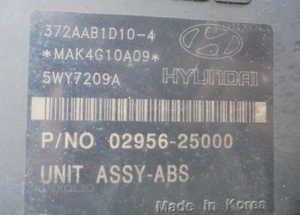 372AAB1D10-4
*MAK4G10A09*
5WY7209A
HYUNDAI
P/NO 02956-25000
UNIT ASSY-ABS
Made in Korea